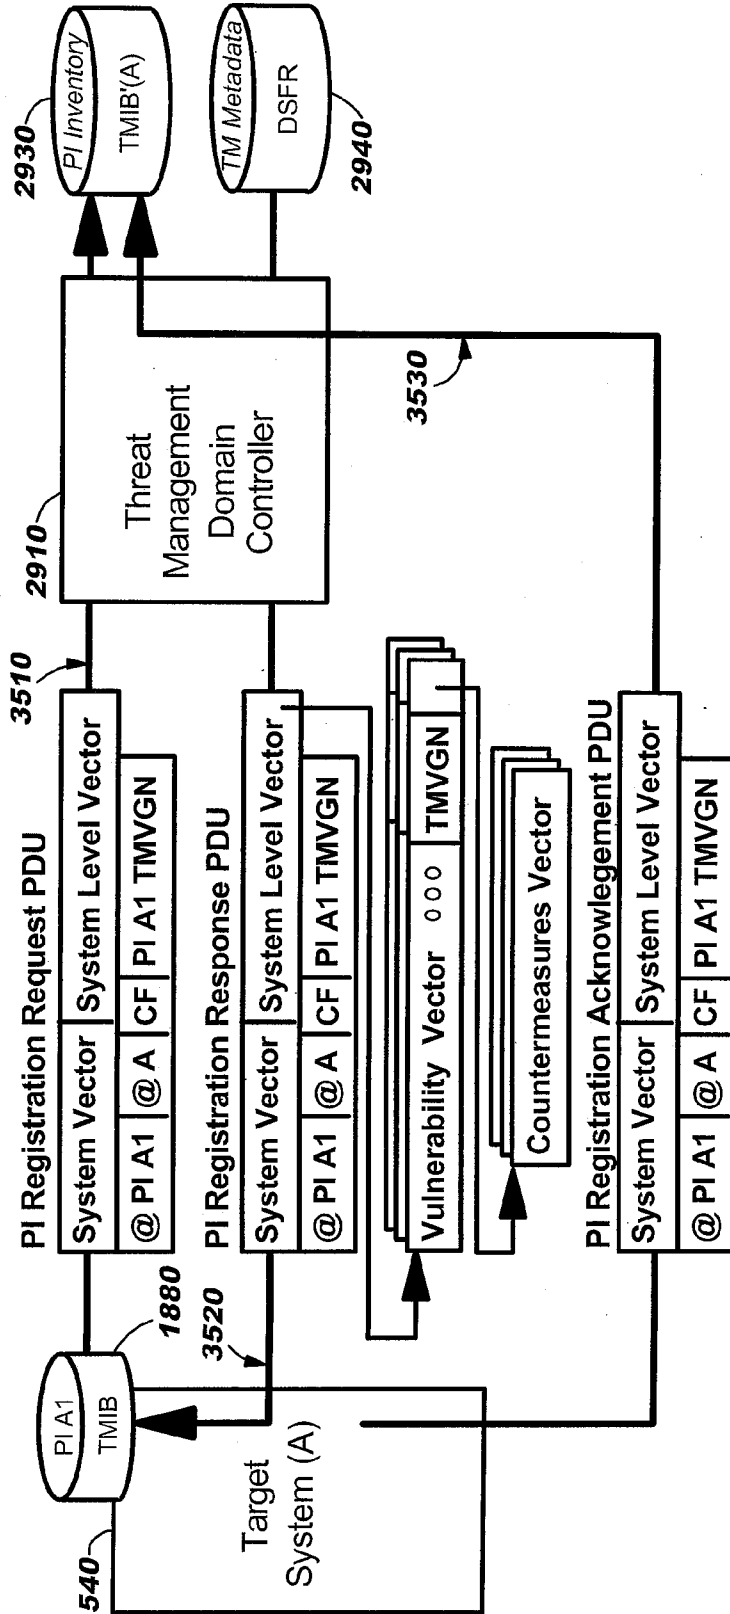 540
PI A1
TMIB
1880
Target
System (A)
3520
PI Registration Request PDU
System Vector
System Level Vector
@ PI A1
@ A
CF
PI A1 TMVGN
3510
PI Registration Response PDU
System Vector
System Level Vector
@ PI A1
@ A
CF
PI A1 TMVGN
Vulnerability Vector
o o o
TMVGN
Countermeasures Vector
PI Registration Acknowlegement PDU
System Vector
System Level Vector
@ PI A1
@ A
CF
PI A1 TMVGN
2910
Threat
Management
Domain
Controller
3530
2930
PI Inventory
TMIB'(A)
TM Metadata
DSFR
2940